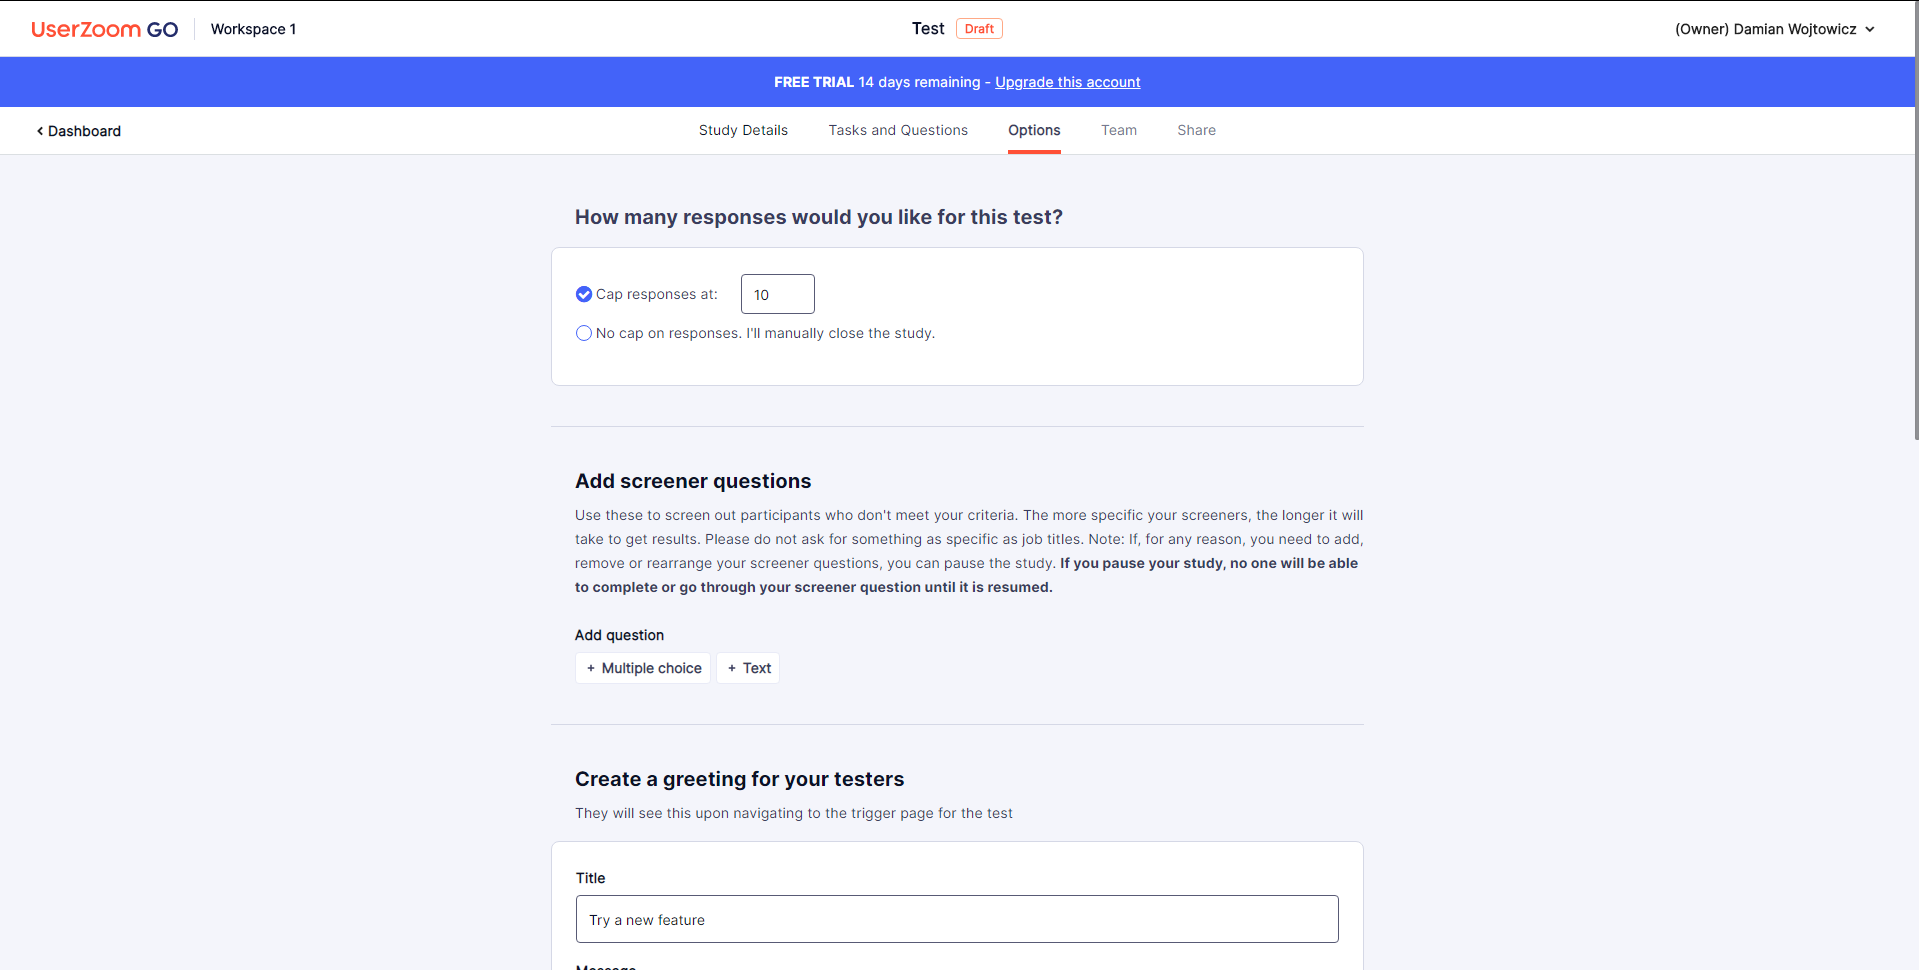 UserZoom GO
Workspace 1
Test
Draft
(Owner) Damian Wojtowicz
FREE TRIAL 14 days remaining - Upgrade this account
Dashboard
Study Details
Tasks and Questions
Options
Team
Share
How many responses would you like for this test?
Cap responses at:
10
No cap on responses. I'll manually close the study.
Add screener questions
Use these to screen out participants who don't meet your criteria. The more specific your screeners, the longer it will
take to get results. Please do not ask for something as specific as job titles. Note: If, for any reason, you need to add,
remove or rearrange your screener questions, you can pause the study. If you pause your study, no one will be able
to complete or go through your screener question until it is resumed.
Add question
+ Multiple choice
+ Text
Create a greeting for your testers
They will see this upon navigating to the trigger page for the test
Title
Try a new feature
Message